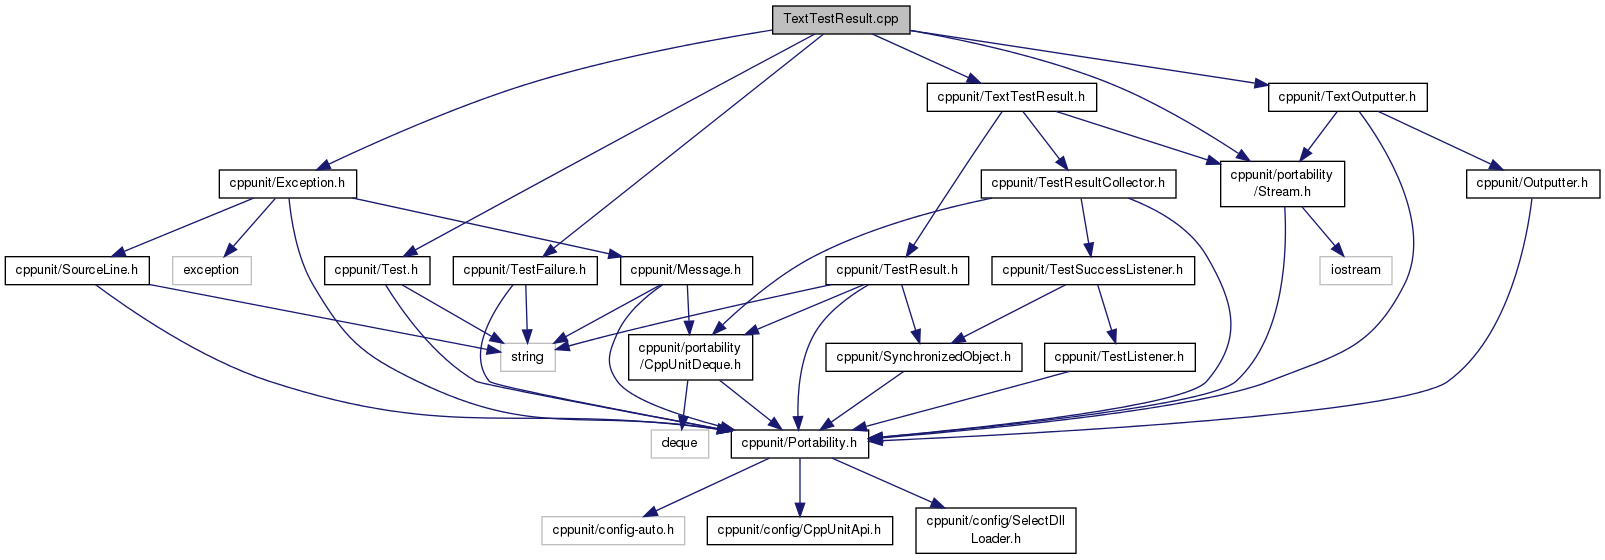 TextTestResult.cpp
cppunit/TextTestResult.h
cppunit/TextOutputter.h
cppunit/Exception.h
cppunit/TestResultCollector.h
cppunit/portability
/Stream.h
cppunit/Outputter.h
cppunit/SourceLine.h
exception
cppunit/Test.h
cppunit/TestFailure.h
cppunit/Message.h
cppunit/TestResult.h
cppunit/TestSuccessListener.h
iostream
string
cppunit/portability
/CppUnitDeque.h
cppunit/SynchronizedObject.h
cppunit/TestListener.h
deque
cppunit/Portability.h
cppunit/config-auto.h
cppunit/config/CppUnitApi.h
cppunit/config/SelectDll
Loader.h